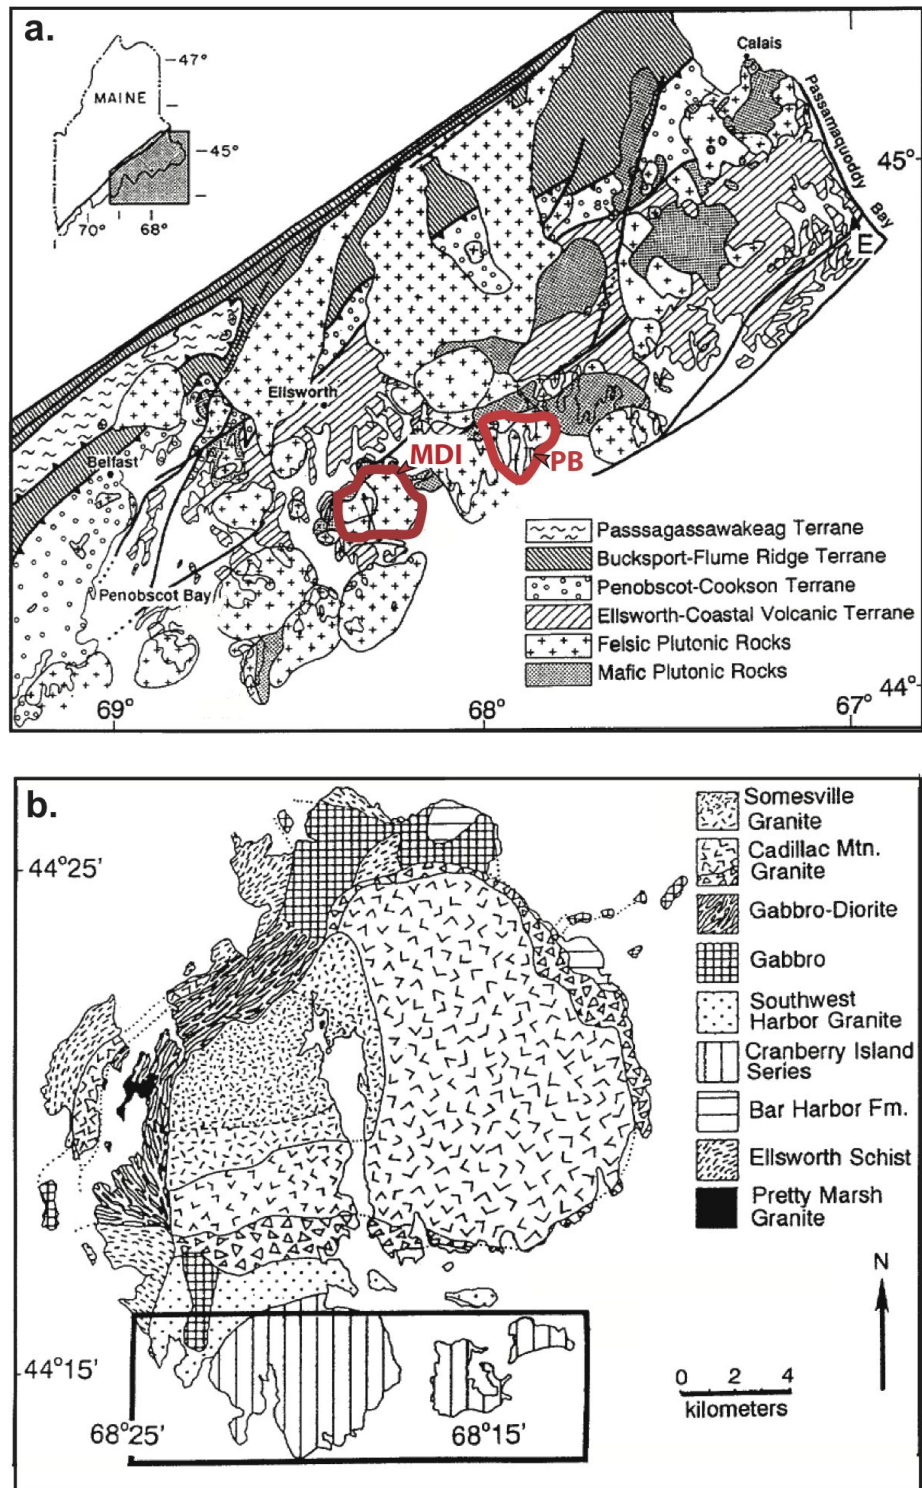 a.
MAINE
47°
45°
70°
68°
Calais
Passamaquoddy
Bay
45°
E
Ellsworth
Belfast
MDI
PB
Penobscot Bay
Passsagassawakeag Terrane
Bucksport-Flume Ridge Terrane
Penobscot-Cookson Terrane
Ellsworth-Coastal Volcanic Terrane
Felsic Plutonic Rocks
Mafic Plutonic Rocks
69°
68°
67°
44°
b.
44°25'
Somesville
Granite
Cadillac Mtn.
Granite
Gabbro-Diorite
Gabbro
Southwest
Harbor Granite
Cranberry Island
Series
Bar Harbor Fm.
Ellsworth Schist
Pretty Marsh
Granite
N
44°15'
0 2 4
kilometers
68°25'
68°15'